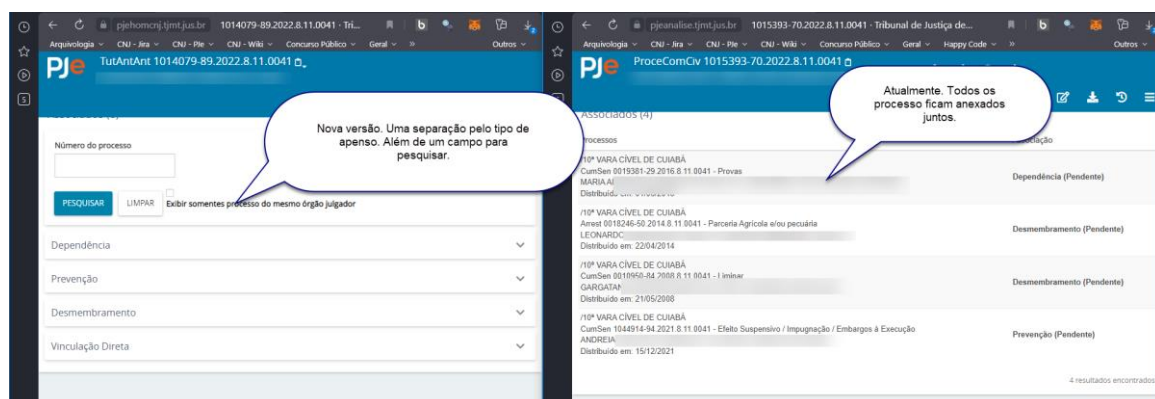 pjehomcnj.tjmt.jus.br 1014079-89.2022.8.11.0041 · Tri...
Arquivologia CNJ - Jira CNJ - PJe CNJ - Wiki Concurso Público Geral » Outros
PJe TutAntAnt 1014079-89.2022.8.11.0041
Número do processo
PESQUISAR LIMPAR Exibir somentes processo do mesmo órgão julgador
Nova versão. Uma separação pelo tipo de
apenso. Além de um campo para
pesquisar.
Dependência
Prevenção
Desmembramento
Vinculação Direta
pjeanalise.tjmt.jus.br 1015393-70.2022.8.11.0041 · Tribunal de Justiça de...
Arquivologia CNJ - Jira CNJ - PJe CNJ - Wiki Concurso Público Geral Happy Code » Outros
PJe ProceComCiv 1015393-70.2022.8.11.0041
Atualmente. Todos os
processo ficam anexados
juntos.
Associados (4)
Processos
/10ª VARA CÍVEL DE CUIABÁ
CumSen 0019381-29.2016.8.11.0041 - Provas
MARIA
Dependência (Pendente)
/10ª VARA CÍVEL DE CUIABÁ
Arrest 0018246-50.2014.8.11.0041 - Parceria Agrícola e/ou pecuária
LEONARDO
Distribuído em: 22/04/2014
Desmembramento (Pendente)
/10ª VARA CÍVEL DE CUIABÁ
CumSen 0010950-84.2008.8.11.0041 - Liminar
GARGATAN
Distribuído em: 21/05/2008
Desmembramento (Pendente)
/10ª VARA CÍVEL DE CUIABÁ
CumSen 1044914-94.2021.8.11.0041 - Efeito Suspensivo / Impugnação / Embargos à Execução
ANDREIA
Distribuído em: 15/12/2021
Prevenção (Pendente)
4 resultados encontrados